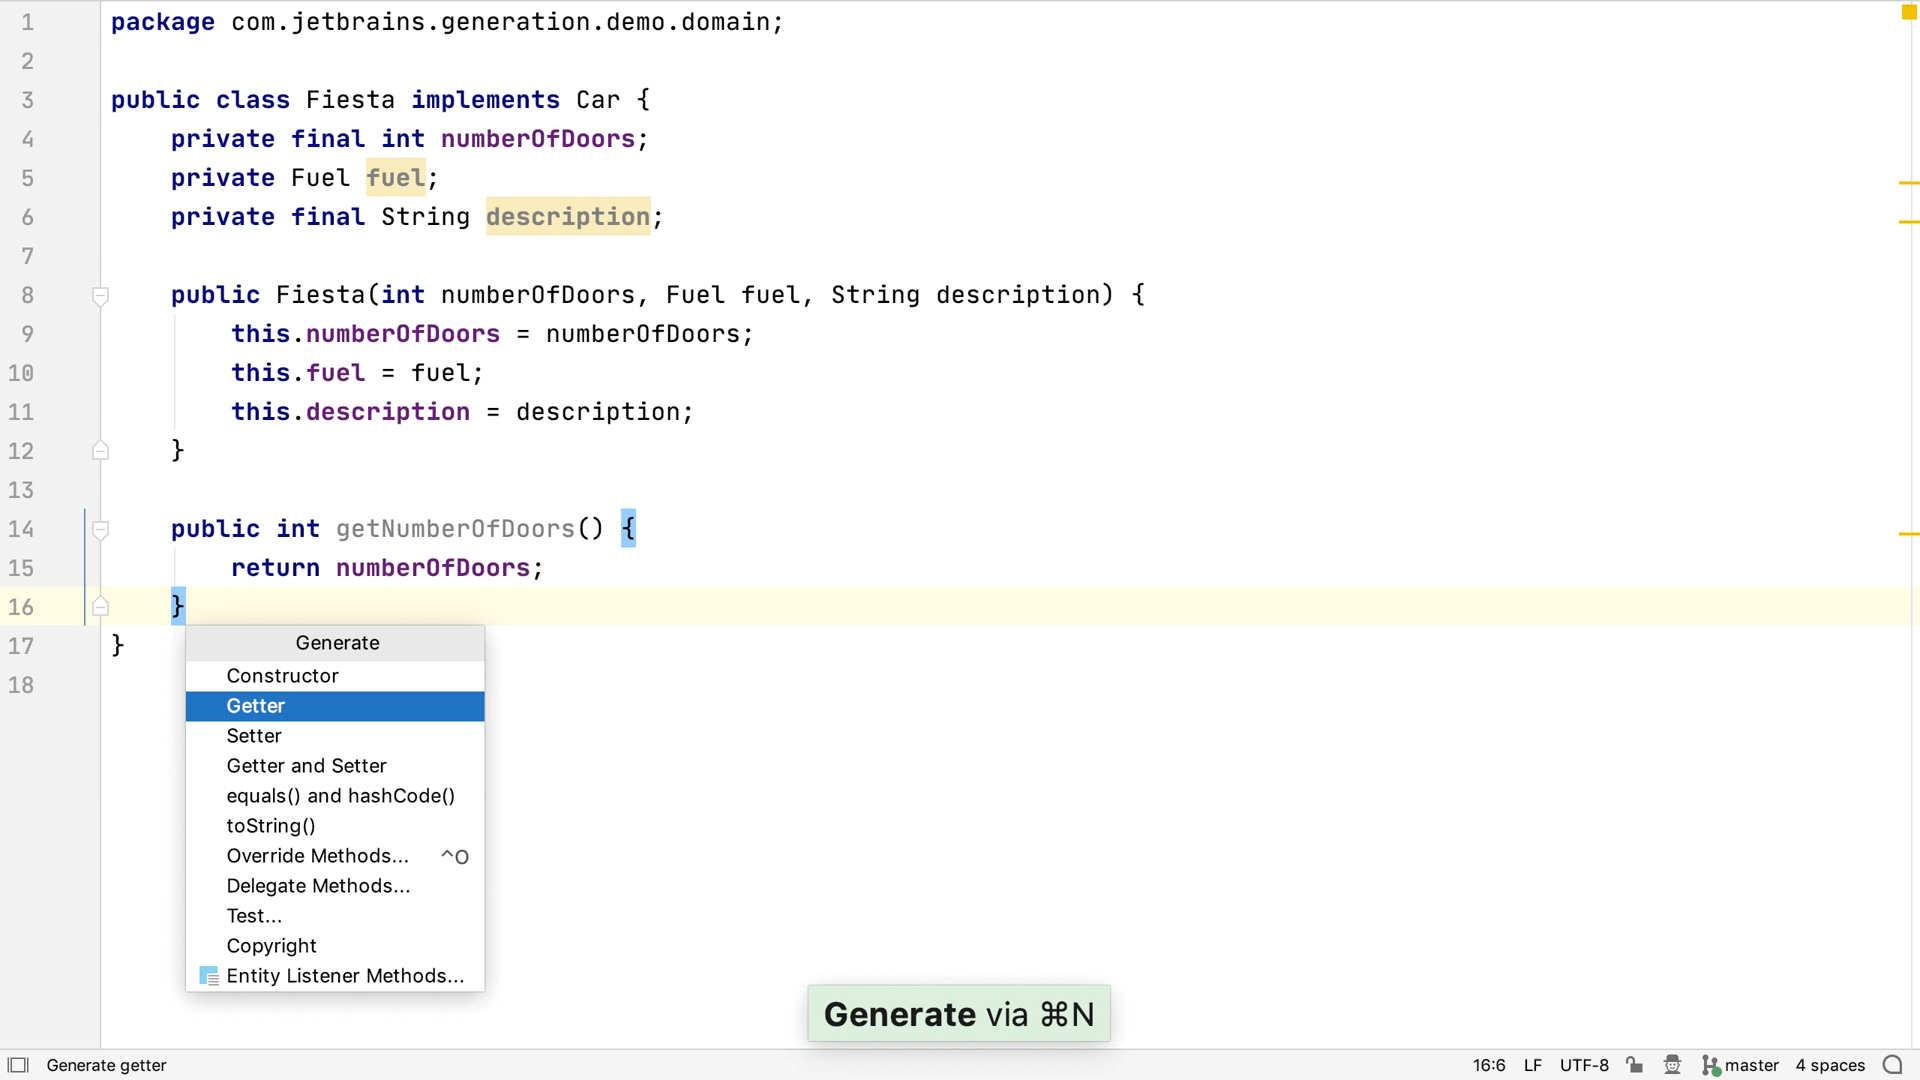 1 package com.jetbrains.generation.demo.domain;
2
3 public class Fiesta implements Car {
4 private final int numberOfDoors;
5 private Fuel fuel;
6 private final String description;
7
8 public Fiesta(int numberOfDoors, Fuel fuel, String description) {
9 this.numberOfDoors = numberOfDoors;
10 this.fuel = fuel;
11 this.description = description;
12 }
13
14 public int getNumberOfDoors() {
15 return numberOfDoors;
16 }
17 }
18
Generate
Constructor
Getter
Setter
Getter and Setter
equals() and hashCode()
toString()
Override Methods... ^O
Delegate Methods...
Test...
Copyright
Entity Listener Methods...
Generate via ⌘N
Generate getter 16:6 LF UTF-8 master 4 spaces